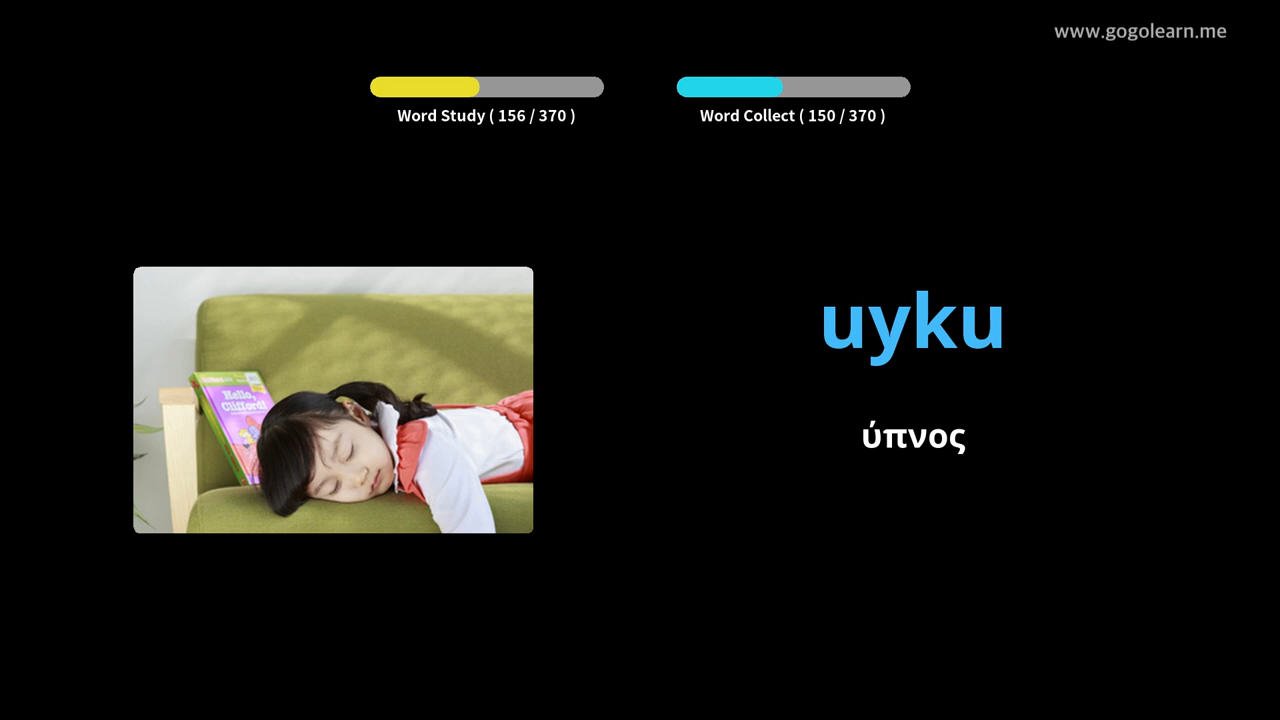 www.gogolearn.me
Word Study ( 156 / 370 )
Word Collect ( 150 / 370 )
uyku
ύπνος
Hello,
Clifford!